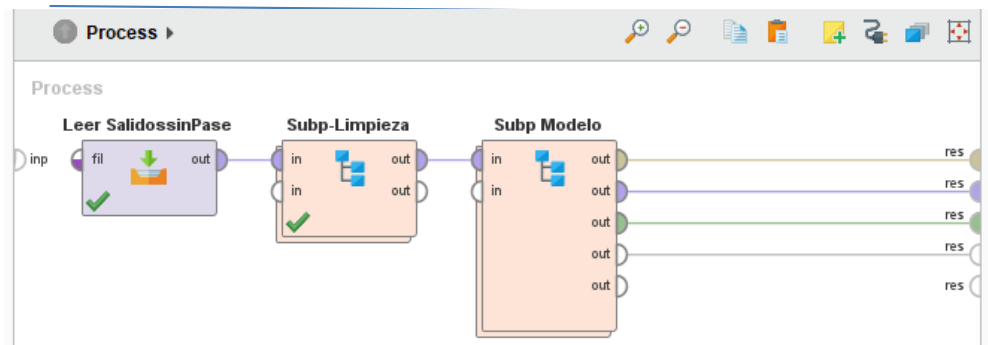 Process
Process
Leer SalidossinPase
Subp-Limpieza
Subp Modelo
inp
fil
out
in
out
in
out
in
out
in
out
out
out
out
res
res
res
res
res